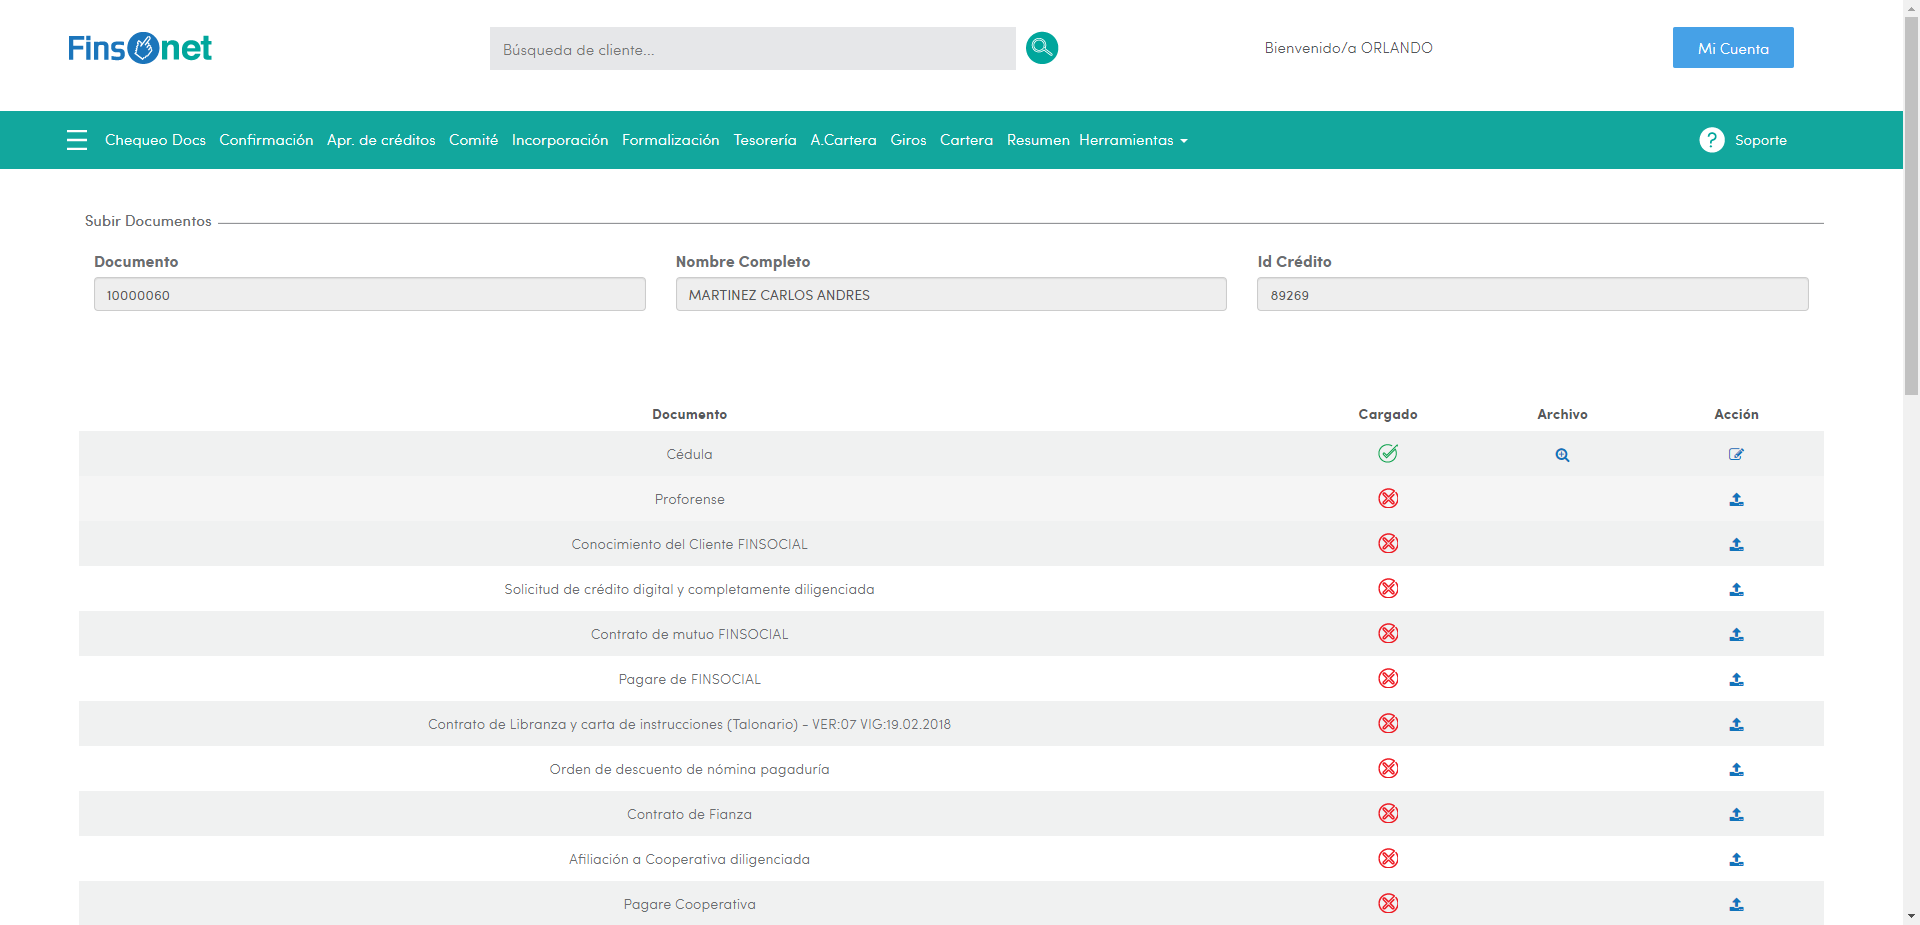 Finsonet
Búsqueda de cliente...
Bienvenido/a ORLANDO
Mi Cuenta
Chequeo Docs Confirmación Apr. de créditos Comité Incorporación Formalización Tesorería A.Cartera Giros Cartera Resumen Herramientas
? Soporte
Subir Documentos
Documento Nombre Completo Id Crédito
10000060 MARTINEZ CARLOS ANDRES 89269
Documento Cargado Archivo Acción
Cédula
Proforense
Conocimiento del Cliente FINSOCIAL
Solicitud de crédito digital y completamente diligenciada
Contrato de mutuo FINSOCIAL
Pagare de FINSOCIAL
Contrato de Libranza y carta de instrucciones (Talonario) - VER:07 VIG:19.02.2018
Orden de descuento de nómina pagaduría
Contrato de Fianza
Afiliación a Cooperativa diligenciada
Pagare Cooperativa